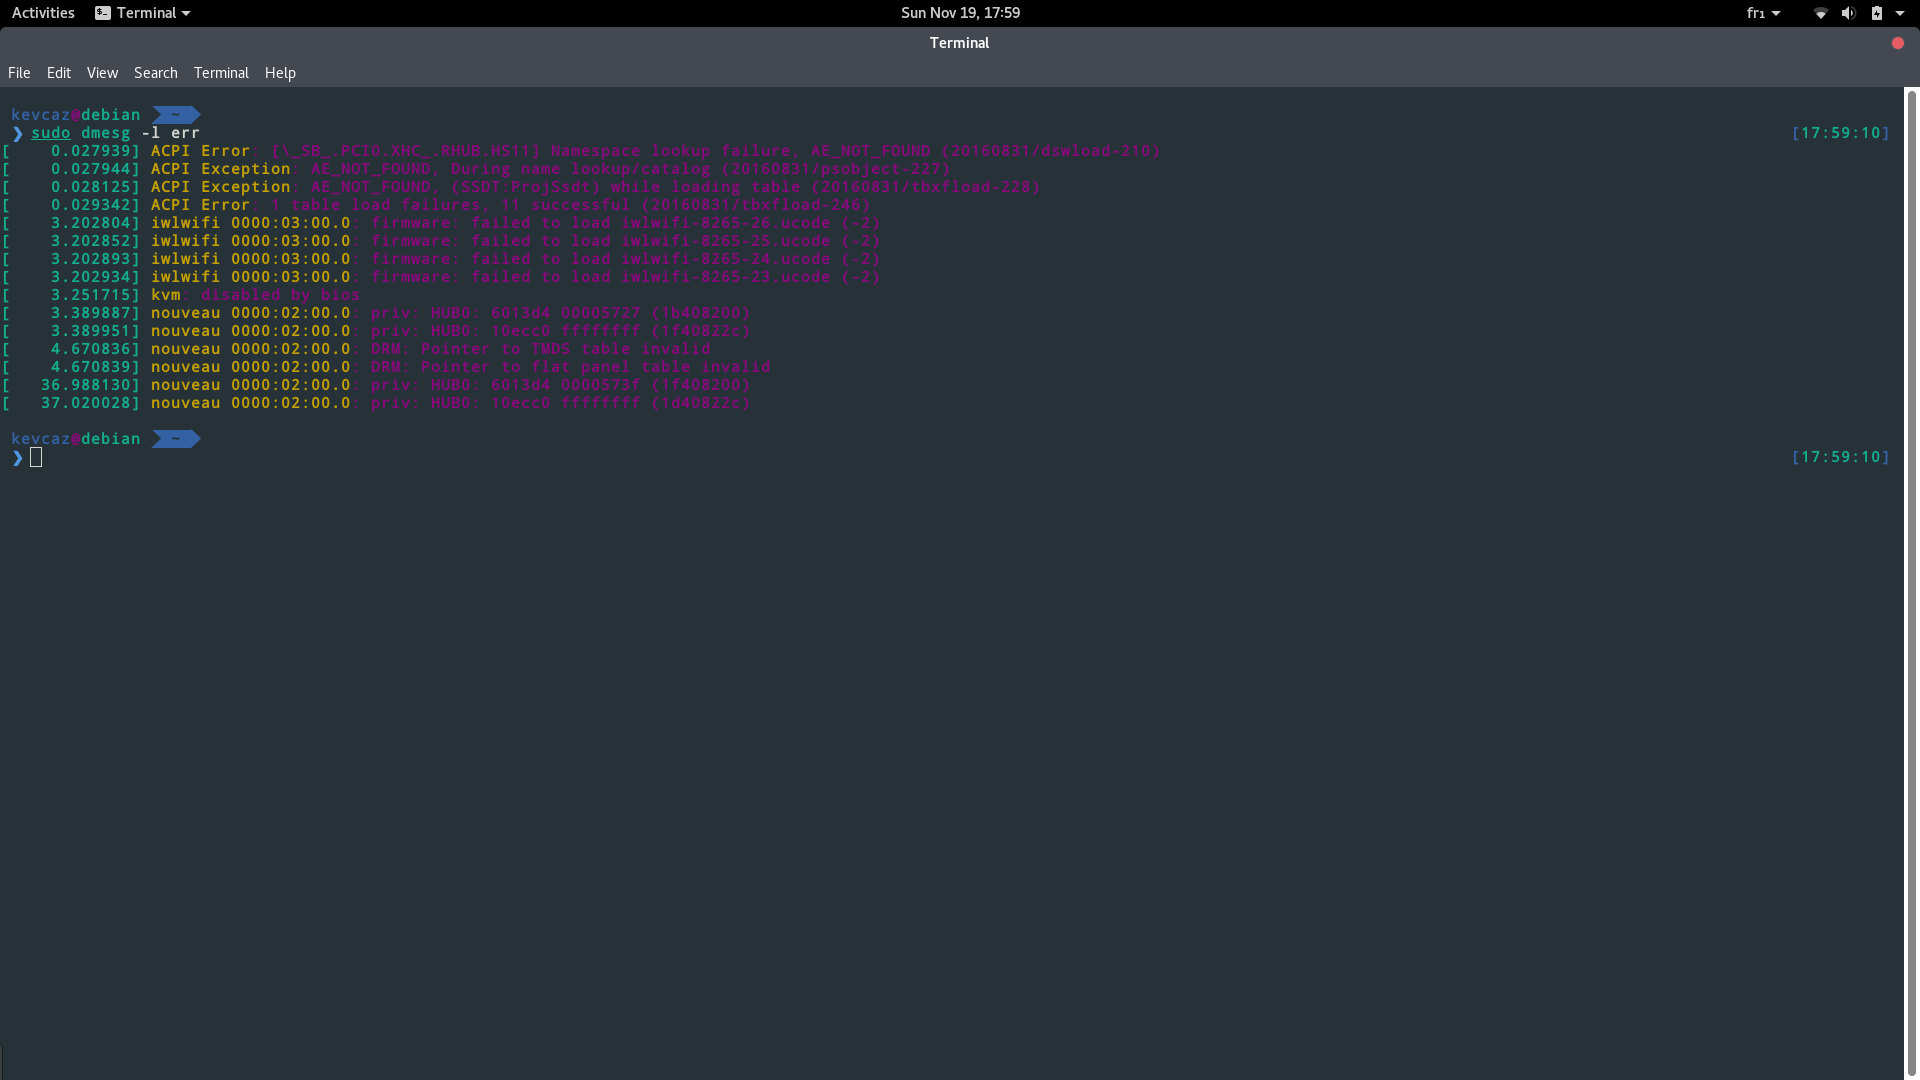 Activities Terminal Sun Nov 19, 17:59 fr₁
Terminal
File Edit View Search Terminal Help
kevcaz@debian ~
❯ sudo dmesg -l err [17:59:10]
[    0.027939] ACPI Error: [\_SB_.PCI0.XHC_.RHUB.HS11] Namespace lookup failure, AE_NOT_FOUND (20160831/dswload-210)
[    0.027944] ACPI Exception: AE_NOT_FOUND, During name lookup/catalog (20160831/psobject-227)
[    0.028125] ACPI Exception: AE_NOT_FOUND, (SSDT:ProjSsdt) while loading table (20160831/tbxfload-228)
[    0.029342] ACPI Error: 1 table load failures, 11 successful (20160831/tbxfload-246)
[    3.202804] iwlwifi 0000:03:00.0: firmware: failed to load iwlwifi-8265-26.ucode (-2)
[    3.202852] iwlwifi 0000:03:00.0: firmware: failed to load iwlwifi-8265-25.ucode (-2)
[    3.202893] iwlwifi 0000:03:00.0: firmware: failed to load iwlwifi-8265-24.ucode (-2)
[    3.202934] iwlwifi 0000:03:00.0: firmware: failed to load iwlwifi-8265-23.ucode (-2)
[    3.251715] kvm: disabled by bios
[    3.389887] nouveau 0000:02:00.0: priv: HUB0: 6013d4 00005727 (1b408200)
[    3.389951] nouveau 0000:02:00.0: priv: HUB0: 10ecc0 ffffffff (1f40822c)
[    4.670836] nouveau 0000:02:00.0: DRM: Pointer to TMDS table invalid
[    4.670839] nouveau 0000:02:00.0: DRM: Pointer to flat panel table invalid
[   36.988130] nouveau 0000:02:00.0: priv: HUB0: 6013d4 0000573f (1f408200)
[   37.020028] nouveau 0000:02:00.0: priv: HUB0: 10ecc0 ffffffff (1d40822c)
kevcaz@debian ~
❯ [17:59:10]